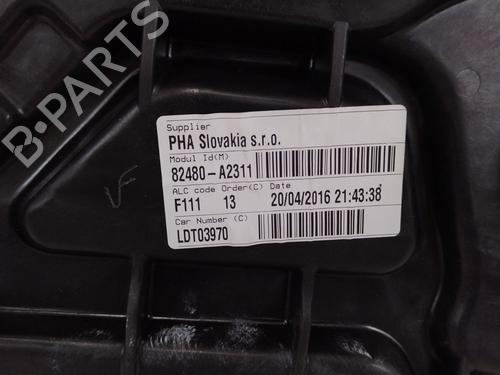 B-PARTS
Supplier
PHA Slovakia s.r.o.
Modul Id(M)
82480-A2311
ALC code Order(C) Date
F111 13 20/04/2016 21:43:38
Car Number (C)
LDT03970